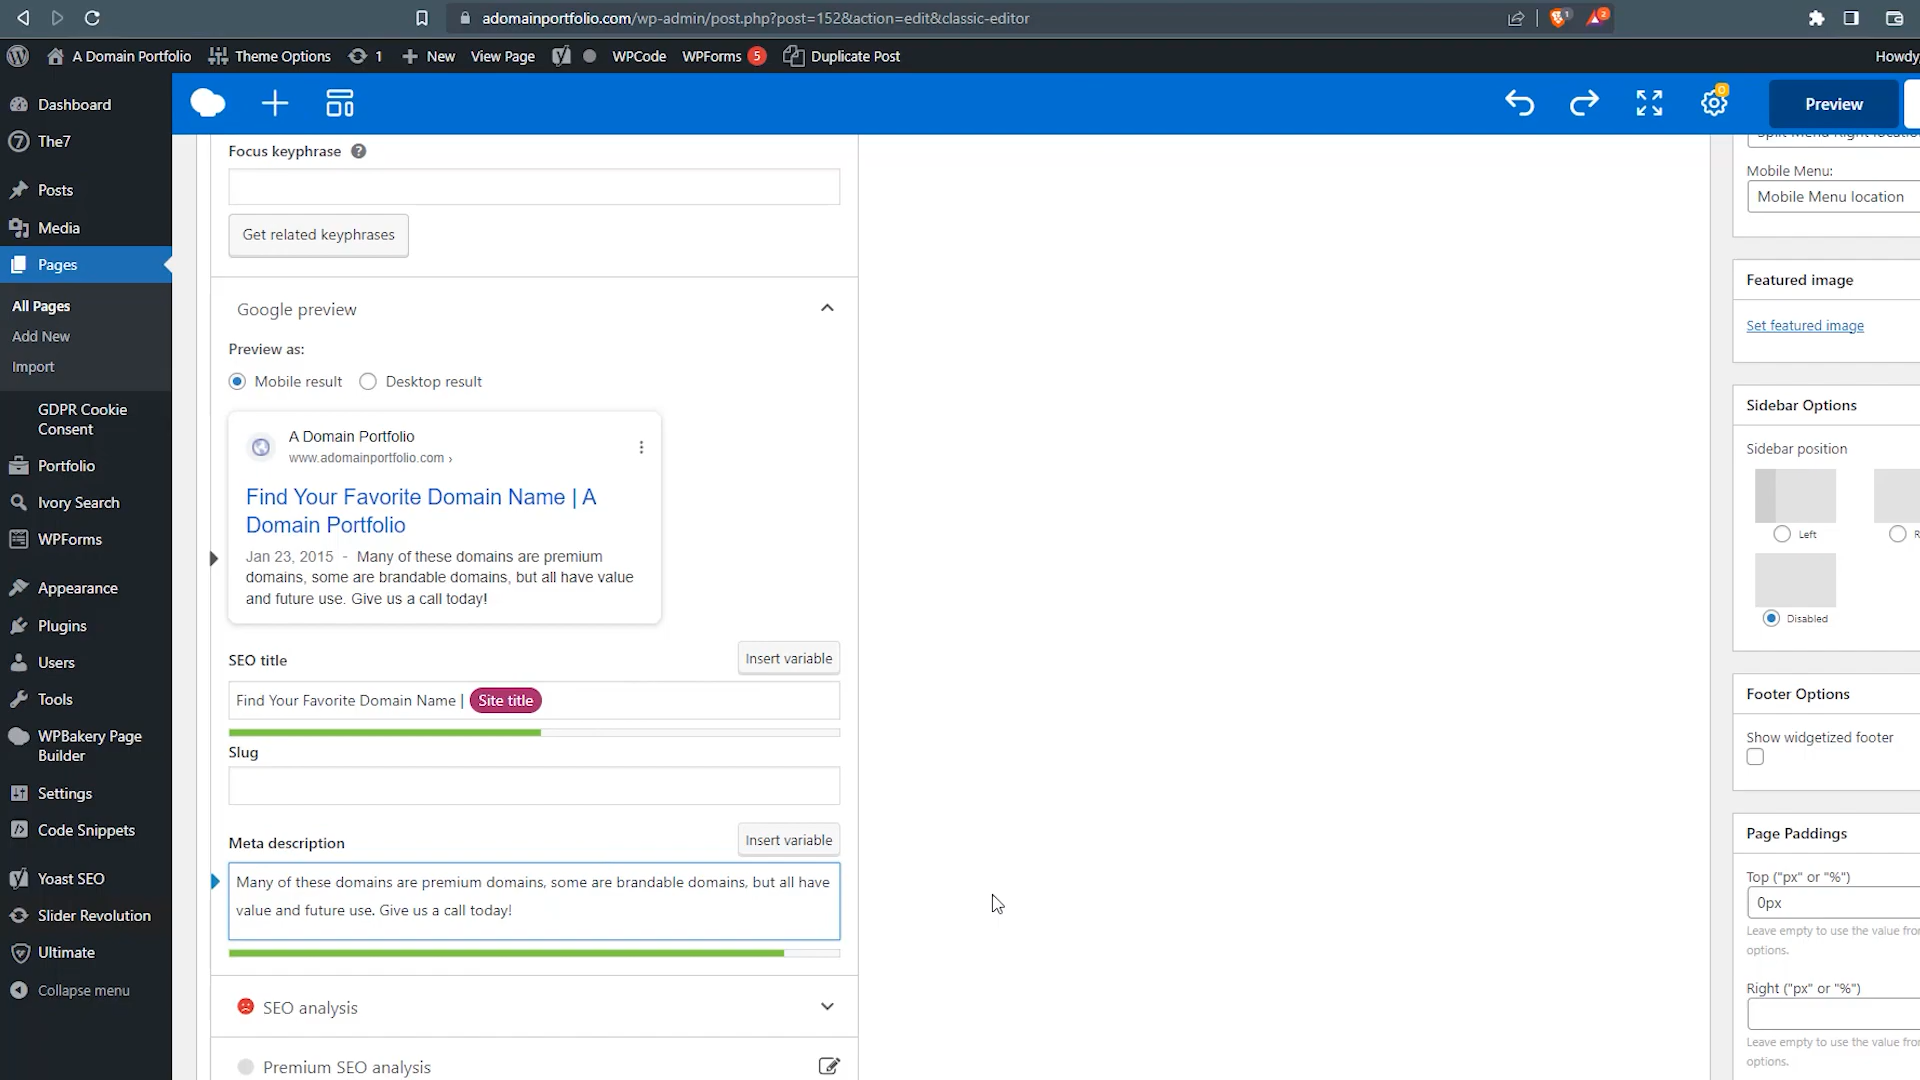 adomainportfolio.com/wp-admin/post.php?post=152&action=edit&classic-editor
1
2
A Domain Portfolio
Theme Options
1
New
View Page
WPCode
WPForms 5
Duplicate Post
Howdy,
Dashboard
The7
Posts
Media
Pages
All Pages
Add New
Import
GDPR Cookie
Consent
Portfolio
Ivory Search
WPForms
Appearance
Plugins
Users
Tools
WPBakery Page
Builder
Settings
Code Snippets
Yoast SEO
Slider Revolution
Ultimate
Collapse menu
0
Preview
Focus keyphrase ?
Get related keyphrases
Google preview
Preview as:
Mobile result
Desktop result
A Domain Portfolio
www.adomainportfolio.com ›
Find Your Favorite Domain Name | A
Domain Portfolio
Jan 23, 2015 - Many of these domains are premium
domains, some are brandable domains, but all have value
and future use. Give us a call today!
SEO title
Insert variable
Find Your Favorite Domain Name | Site title
Slug
Meta description
Insert variable
Many of these domains are premium domains, some are brandable domains, but all have
value and future use. Give us a call today!
SEO analysis
Premium SEO analysis
Split Menu Right locatio
Mobile Menu:
Mobile Menu location
Featured image
Set featured image
Sidebar Options
Sidebar position
Left
R
Disabled
Footer Options
Show widgetized footer
Page Paddings
Top ("px" or "%")
0px
Leave empty to use the value from
options.
Right ("px" or "%")
Leave empty to use the value from
options.